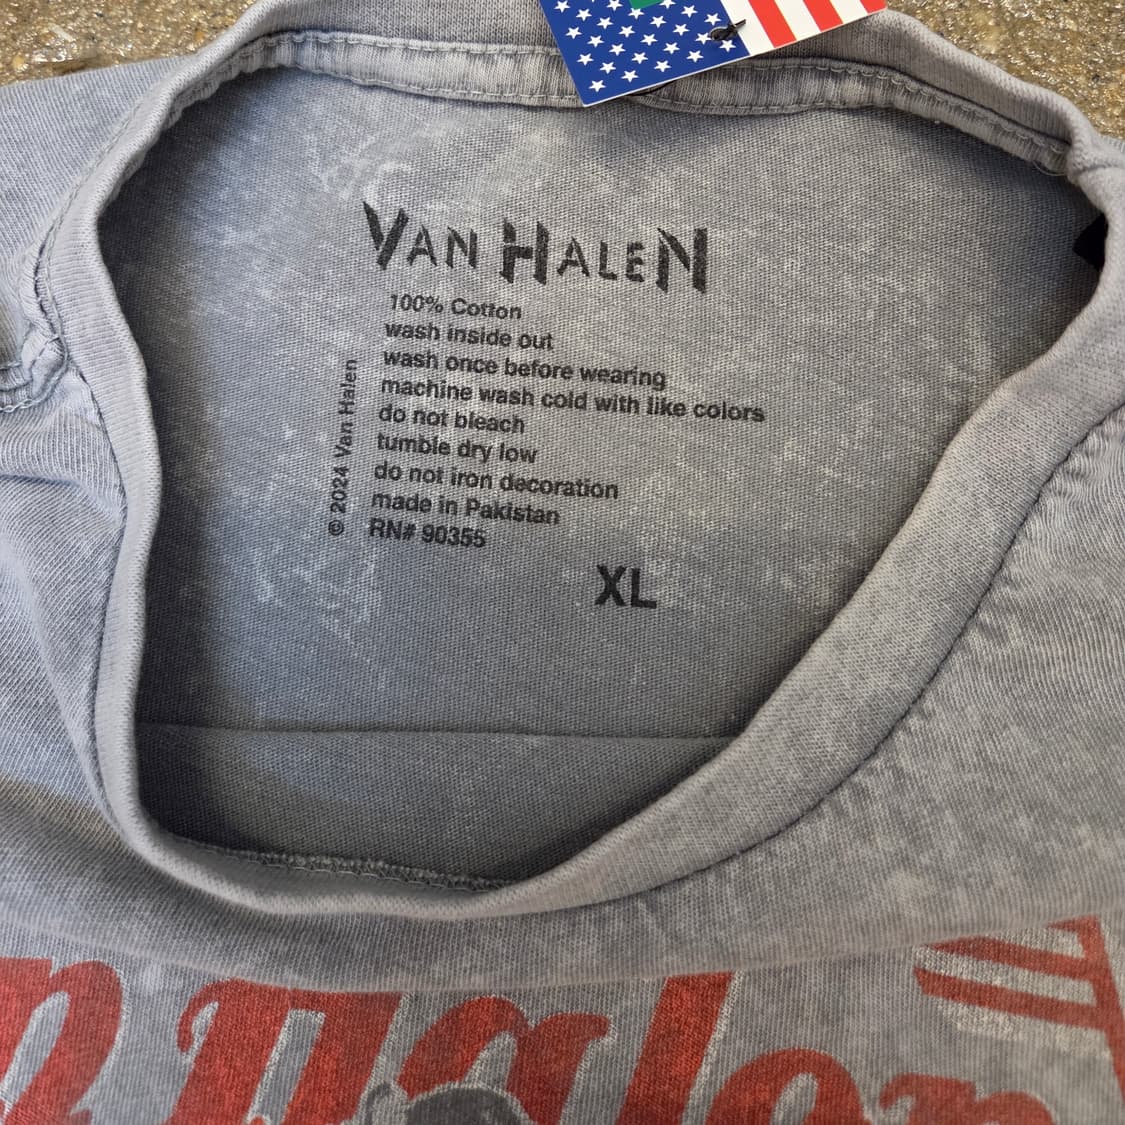 VAN HALEN
100% Cotton
wash inside out
wash once before wearing
machine wash cold with like colors
do not bleach
tumble dry low
do not iron decoration
made in Pakistan
RN# 90355
© 2024 Van Halen
XL
n Halen